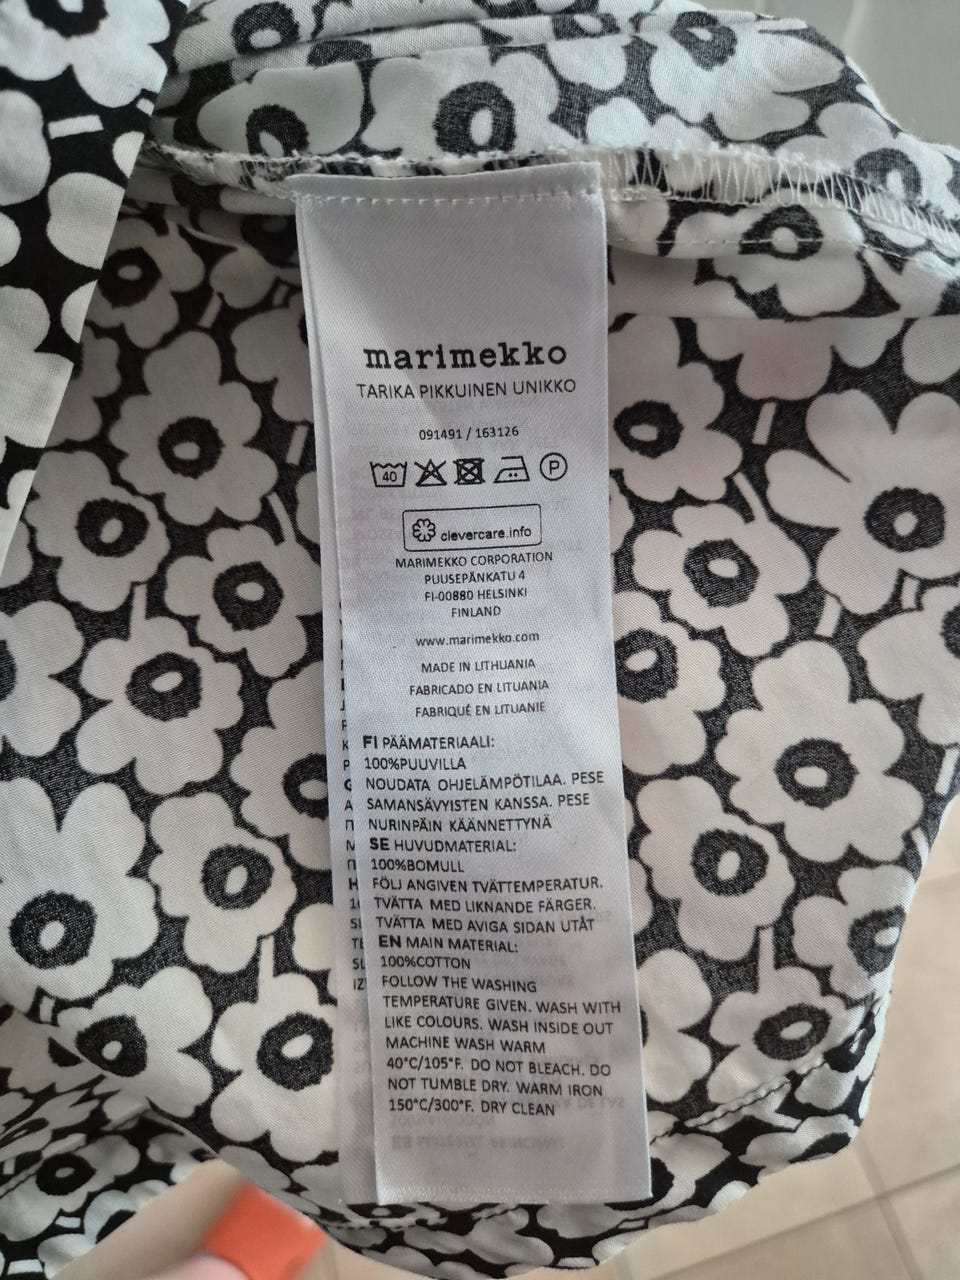 marimekko
TARIKA PIKKUINEN UNIKKO
091491 / 163126
40 P
clevercare.info
MARIMEKKO CORPORATION
PUUSEPÄNKATU 4
FI-00880 HELSINKI
FINLAND
www.marimekko.com
MADE IN LITHUANIA
FABRICADO EN LITUANIA
FABRIQUÉ EN LITUANIE
FI PÄÄMATERIAALI:
100%PUUVILLA
NOUDATA OHJELÄMPÖTILAA. PESE
SAMANSÄVYISTEN KANSSA. PESE
NURINPÄIN KÄÄNNETTYNÄ
SE HUVUDMATERIAL:
100%BOMULL
FÖLJ ANGIVEN TVÄTTEMPERATUR.
TVÄTTA MED LIKNANDE FÄRGER.
TVÄTTA MED AVIGA SIDAN UTÅT
EN MAIN MATERIAL:
100%COTTON
FOLLOW THE WASHING
TEMPERATURE GIVEN. WASH WITH
LIKE COLOURS. WASH INSIDE OUT
MACHINE WASH WARM
40°C/105°F. DO NOT BLEACH. DO
NOT TUMBLE DRY. WARM IRON
150°C/300°F. DRY CLEAN